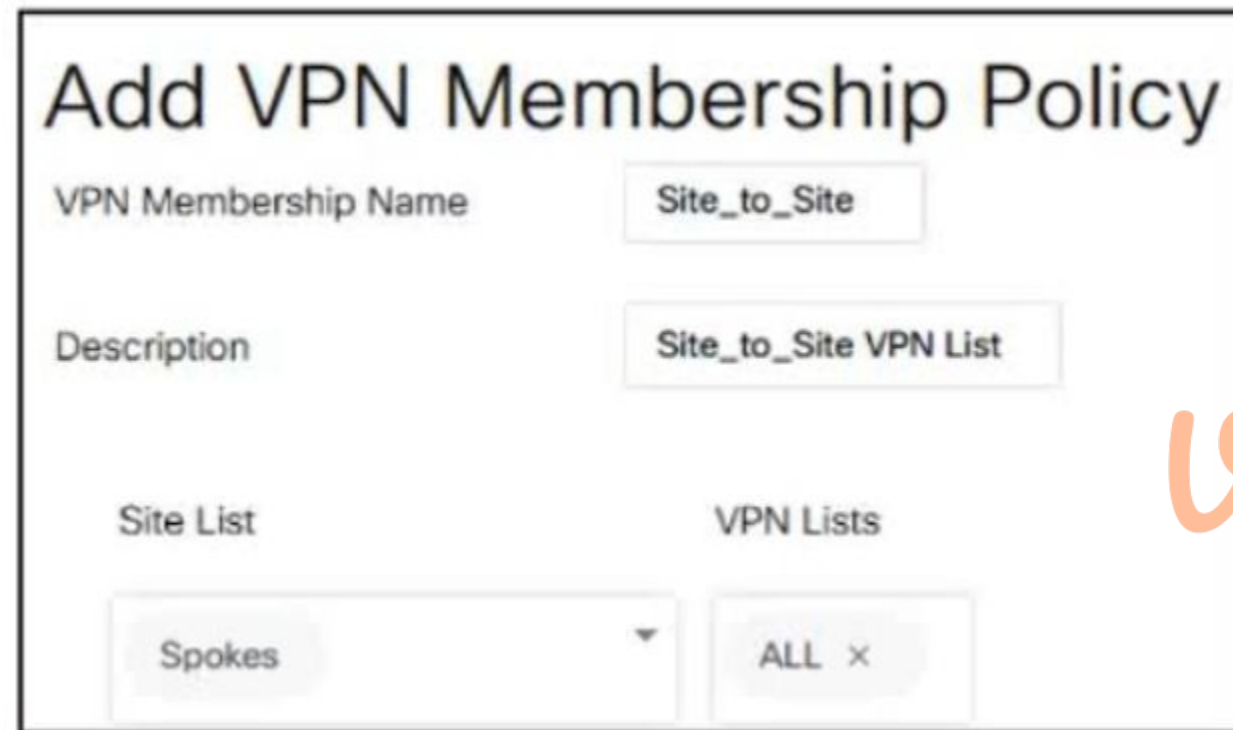 Add VPN Membership Policy
VPN Membership Name Site_to_Site
Description Site_to_Site VPN List
Site List VPN Lists
Spokes ALL ×